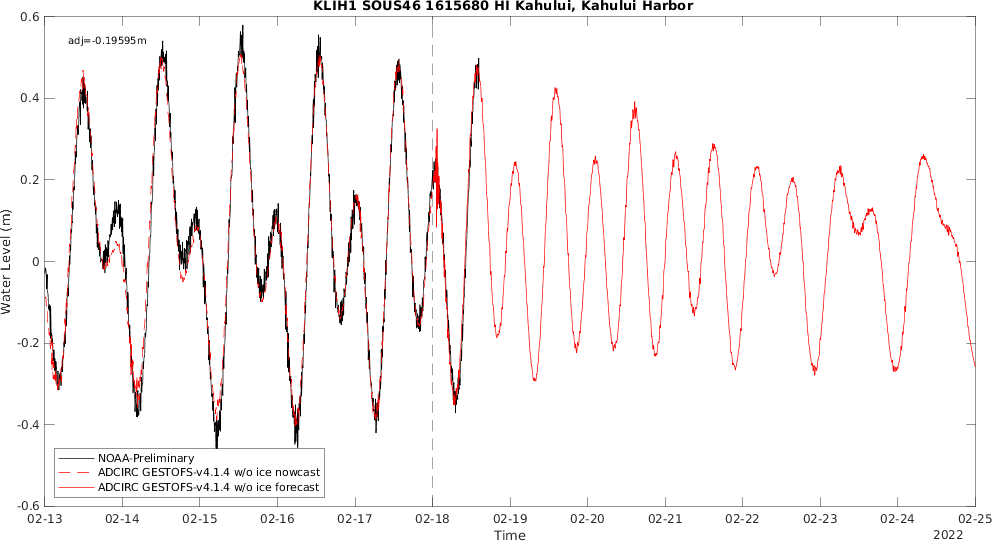 KLIH1 SOUS46 1615680 HI Kahului, Kahului Harbor
adj=-0.19595m
0.6
0.4
0.2
0
-0.2
-0.4
-0.6
Water Level (m)
NOAA-Preliminary
ADCIRC GESTOFS-v4.1.4 w/o ice nowcast
ADCIRC GESTOFS-v4.1.4 w/o ice forecast
02-13 02-14 02-15 02-16 02-17 02-18 02-19 02-20 02-21 02-22 02-23 02-24 02-25
Time
2022